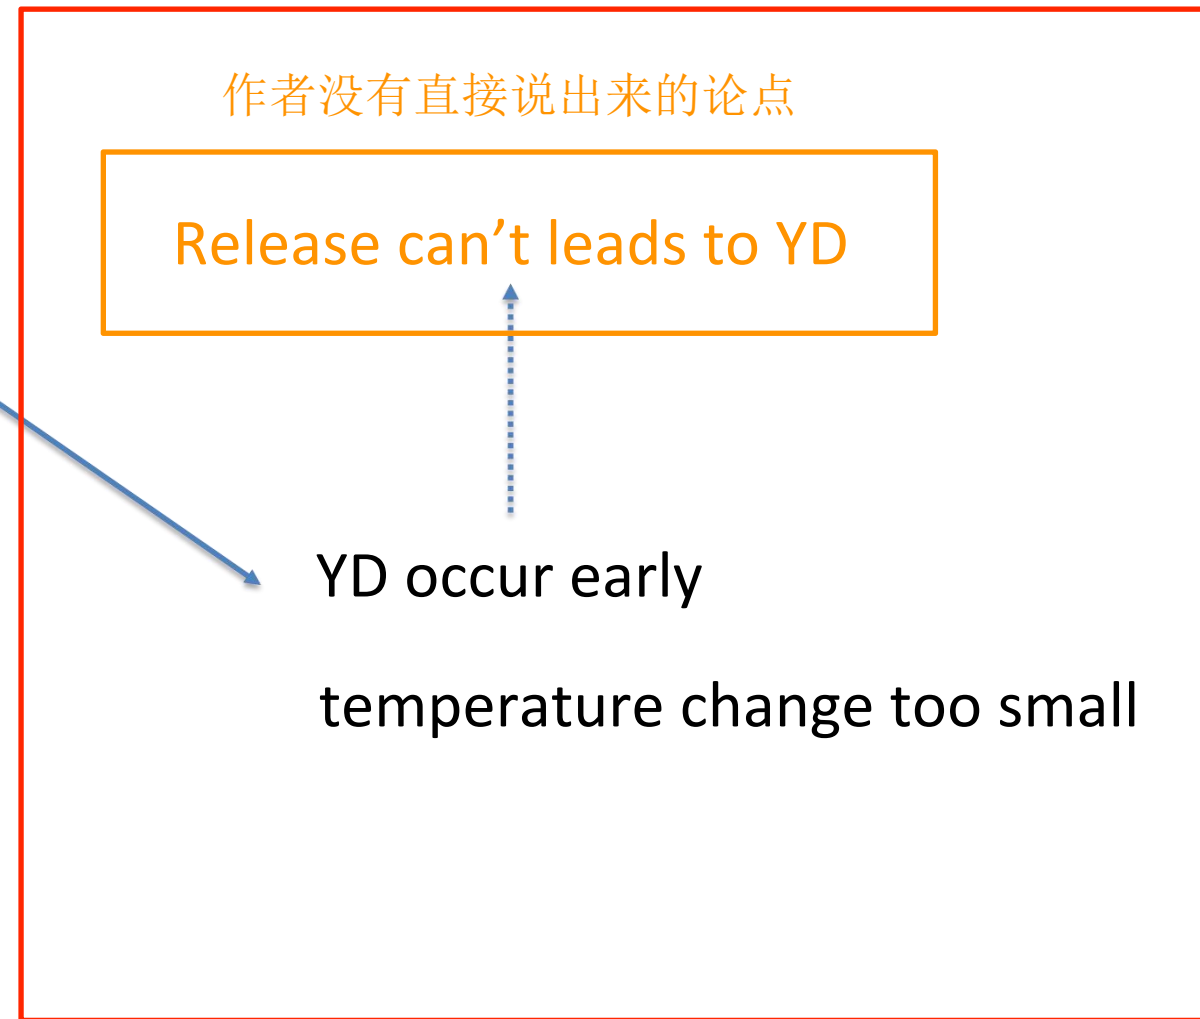 作者没有直接说出来的论点
Release can’t leads to YD
YD occur early
temperature change too small